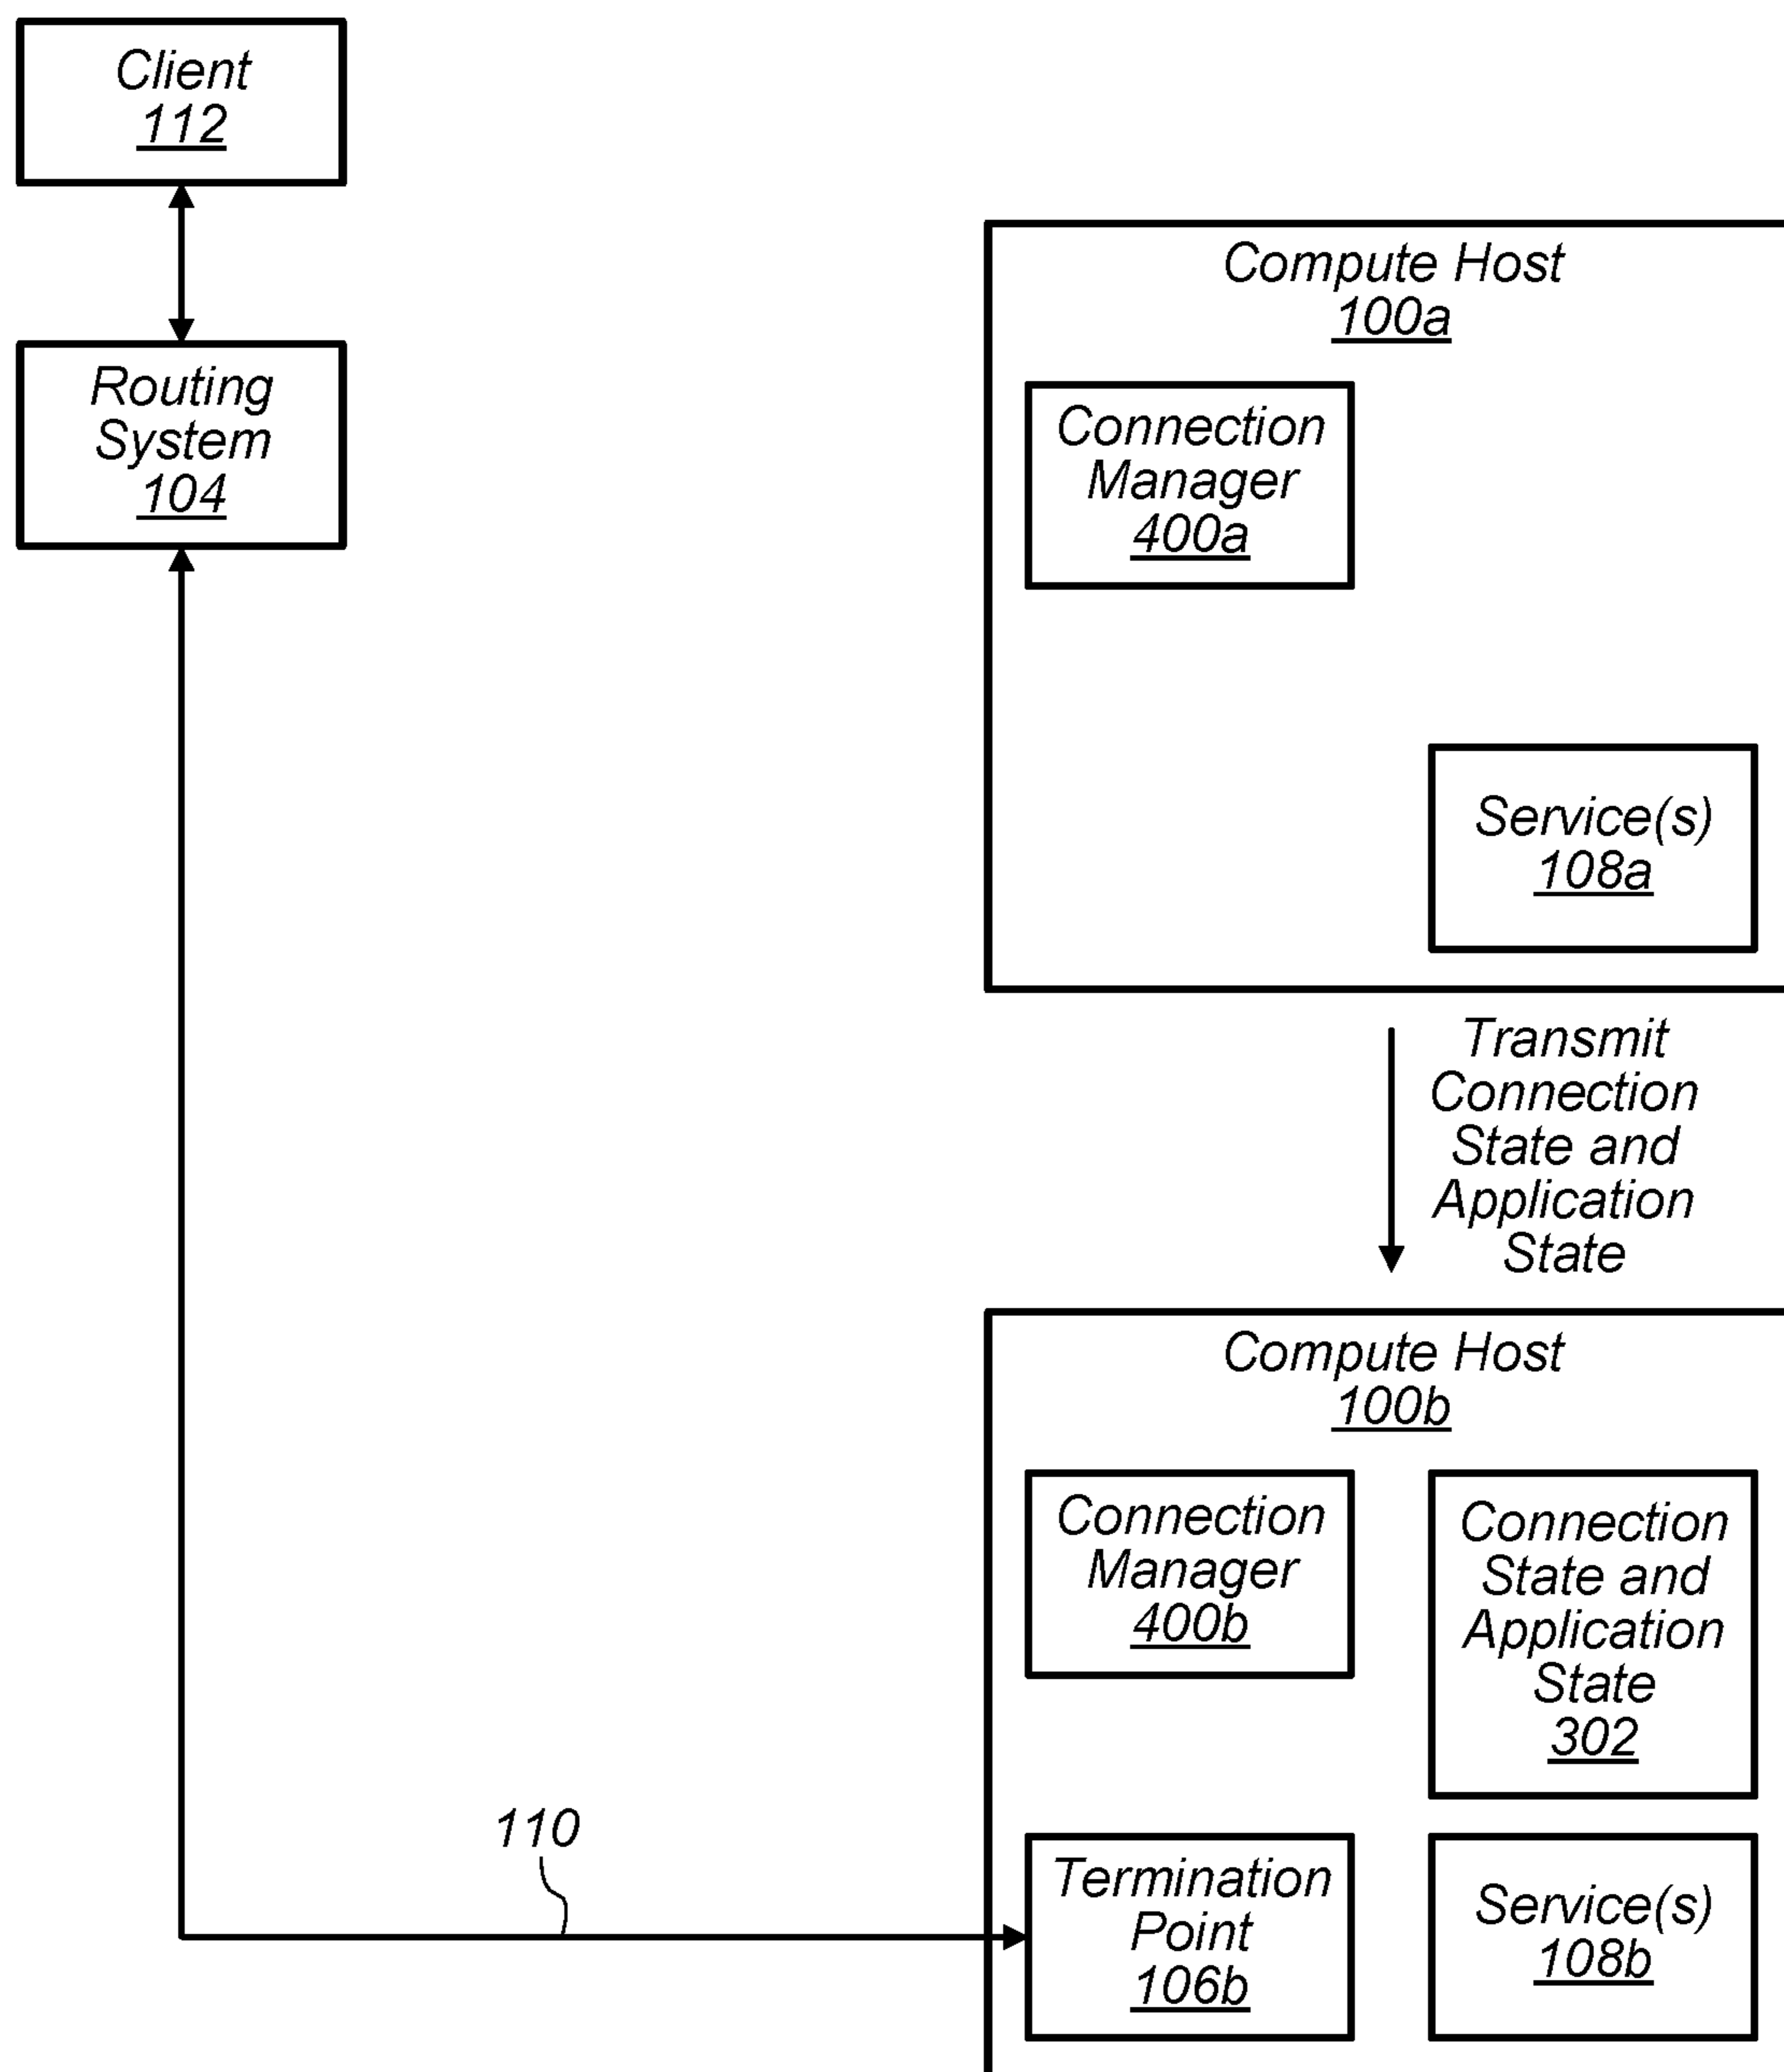 Client
112
Routing
System
104
Compute Host
100a
Connection
Manager
400a
Service(s)
108a
Transmit
Connection
State and
Application
State
Compute Host
100b
Connection
Manager
400b
Connection
State and
Application
State
302
110
Termination
Point
106b
Service(s)
108b